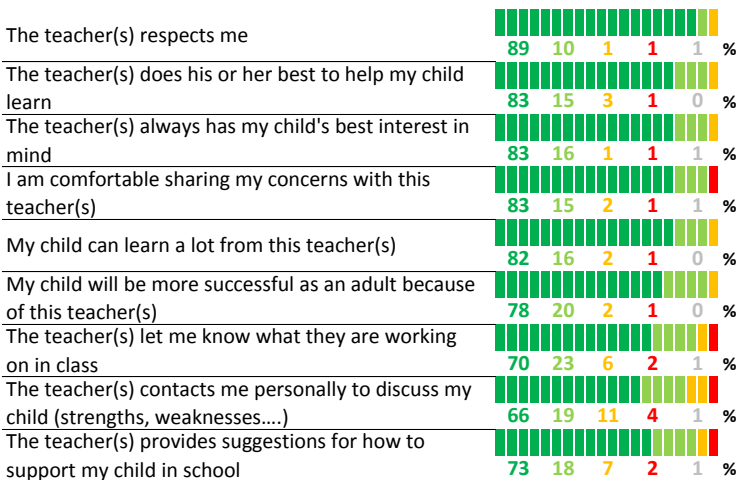 The teacher(s) respects me
89 10 1 1 1 %
The teacher(s) does his or her best to help my child
learn
83 15 3 1 0 %
The teacher(s) always has my child's best interest in
mind
83 16 1 1 1 %
I am comfortable sharing my concerns with this
teacher(s)
83 15 2 1 1 %
My child can learn a lot from this teacher(s)
82 16 2 1 0 %
My child will be more successful as an adult because
of this teacher(s)
78 20 2 1 0 %
The teacher(s) let me know what they are working
on in class
70 23 6 2 1 %
The teacher(s) contacts me personally to discuss my
child (strengths, weaknesses….)
66 19 11 4 1 %
The teacher(s) provides suggestions for how to
support my child in school
73 18 7 2 1 %